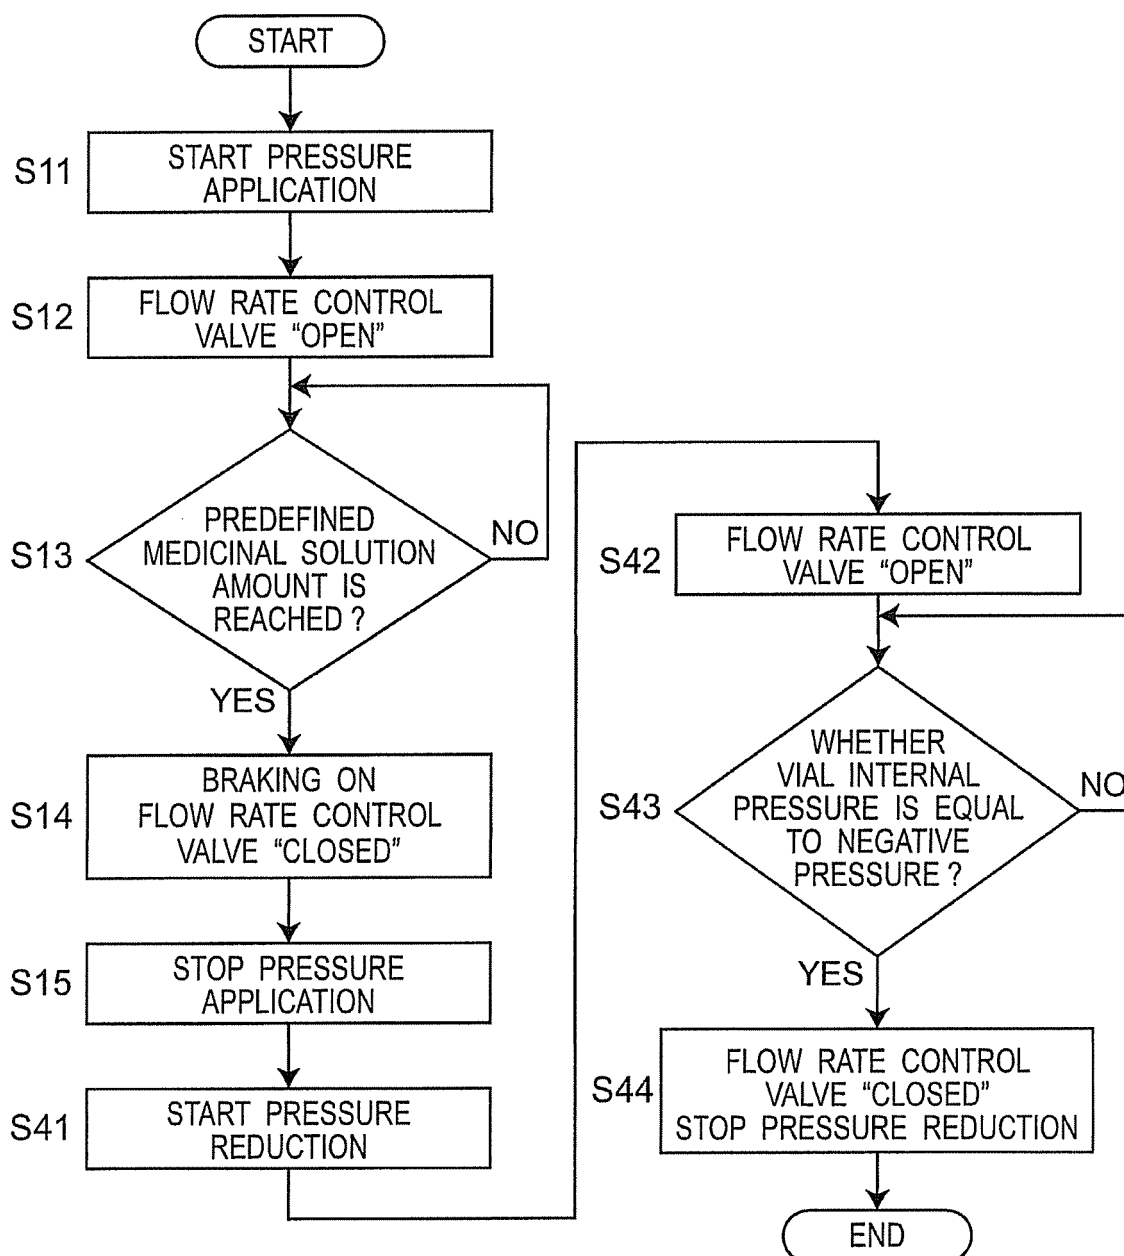 START
S11
START PRESSURE
APPLICATION
S12
FLOW RATE CONTROL
VALVE “OPEN”
S13
PREDEFINED
MEDICINAL SOLUTION
AMOUNT IS
REACHED ?
NO
YES
S14
BRAKING ON
FLOW RATE CONTROL
VALVE “CLOSED”
S15
STOP PRESSURE
APPLICATION
S41
START PRESSURE
REDUCTION
S42
FLOW RATE CONTROL
VALVE “OPEN”
S43
WHETHER
VIAL INTERNAL
PRESSURE IS EQUAL
TO NEGATIVE
PRESSURE ?
NO
YES
S44
FLOW RATE CONTROL
VALVE “CLOSED”
STOP PRESSURE REDUCTION
END